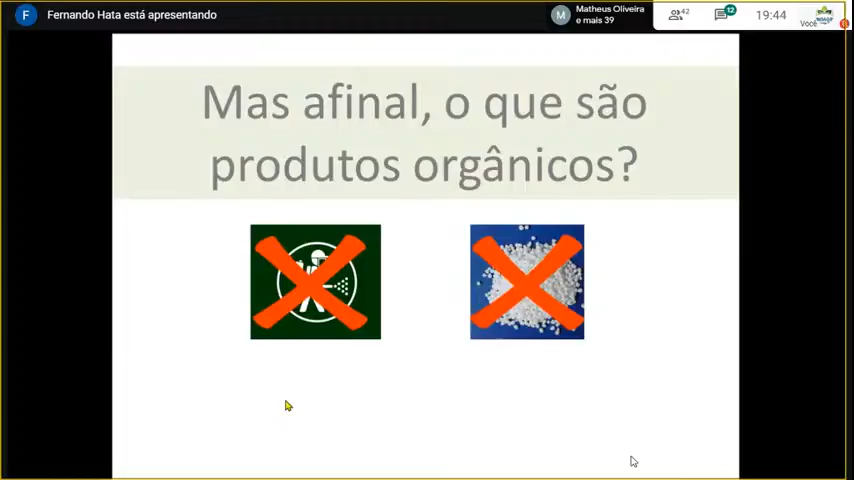 F Fernando Hata está apresentando
M Matheus Oliveira
e mais 39
42
12
19:44
Você
Mas afinal, o que são
produtos orgânicos?